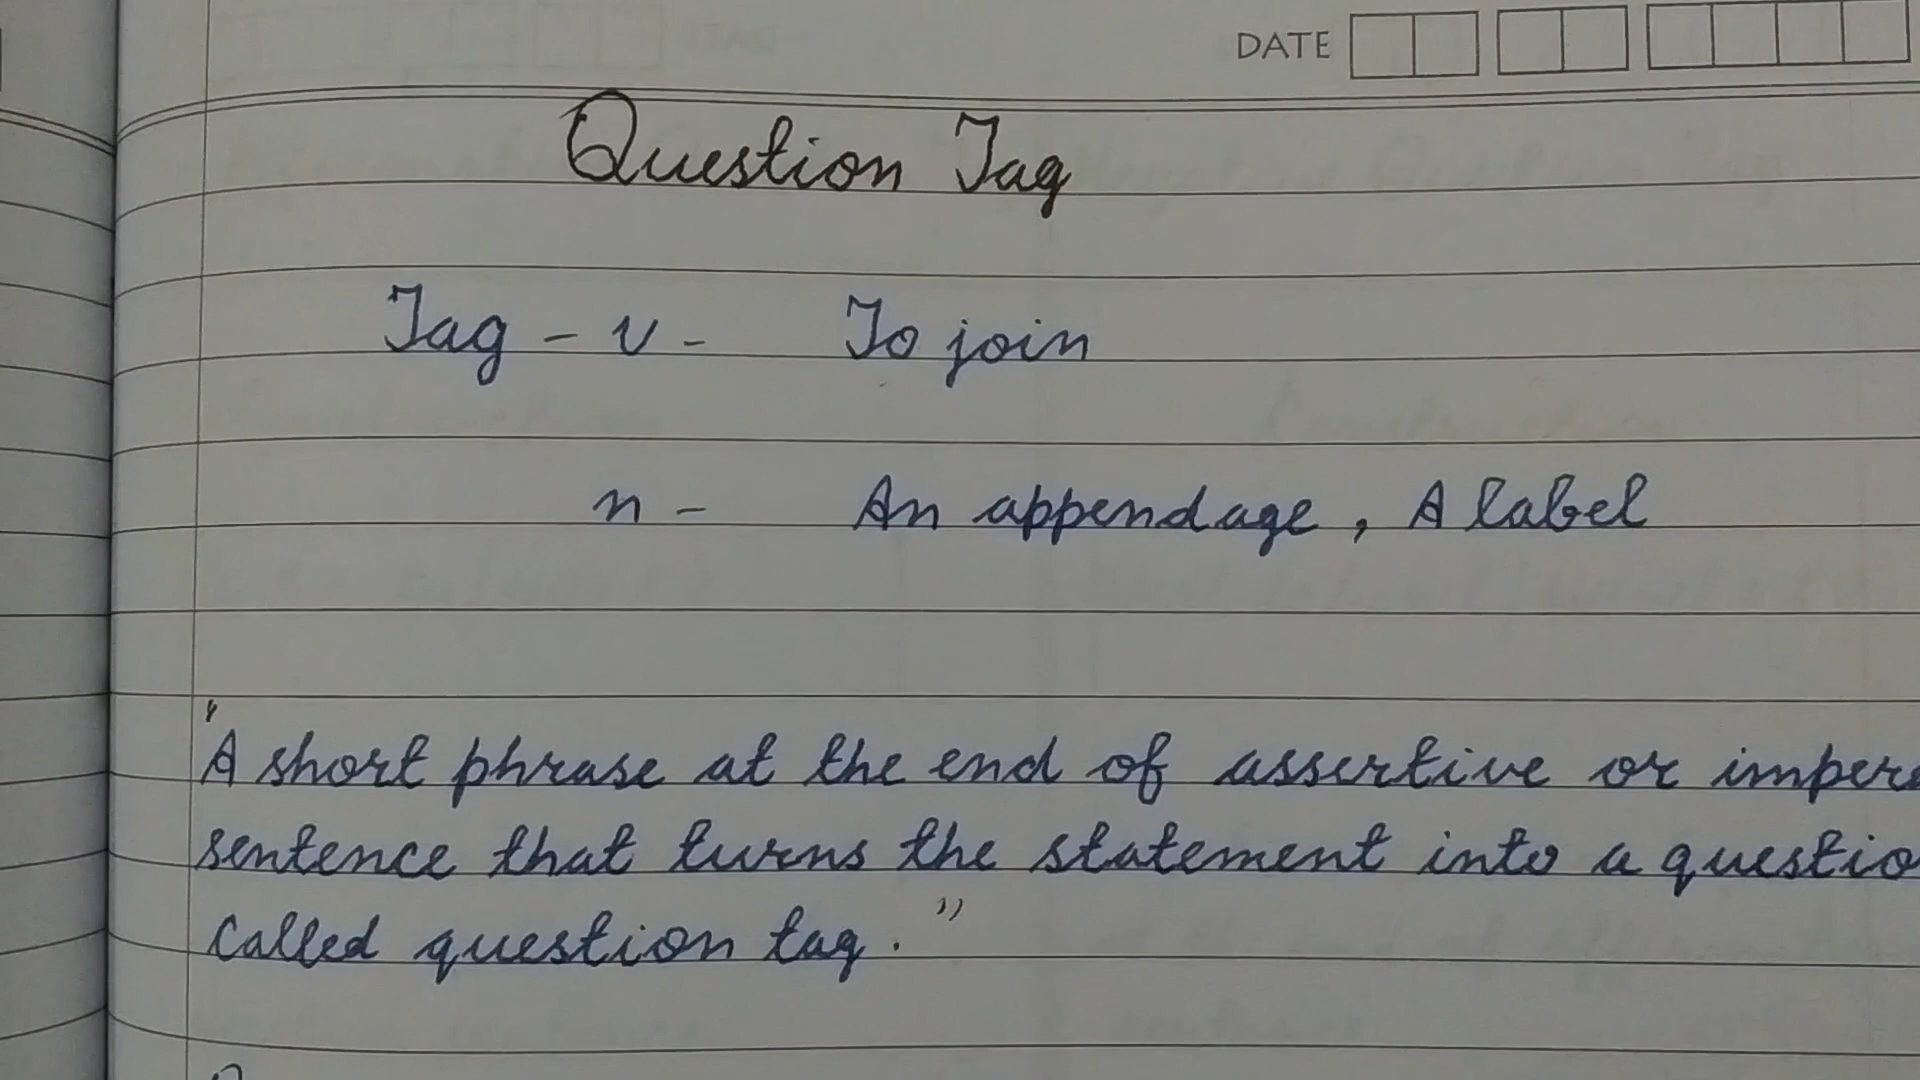 DATE
Question Tag
Tag - v - To join
n - An appendage, A label
"A short phrase at the end of assertive or
sentence that turns the statement into a
called question tag."